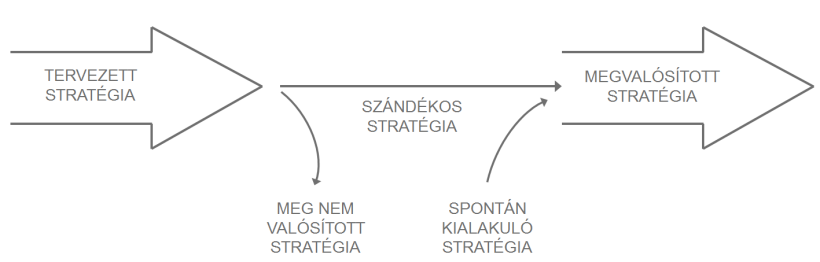 TERVEZETT
STRATÉGIA
SZÁNDÉKOS
STRATÉGIA
MEGVALÓSÍTOTT
STRATÉGIA
MEG NEM
VALÓSÍTOTT
STRATÉGIA
SPONTÁN
KIALAKULÓ
STRATÉGIA